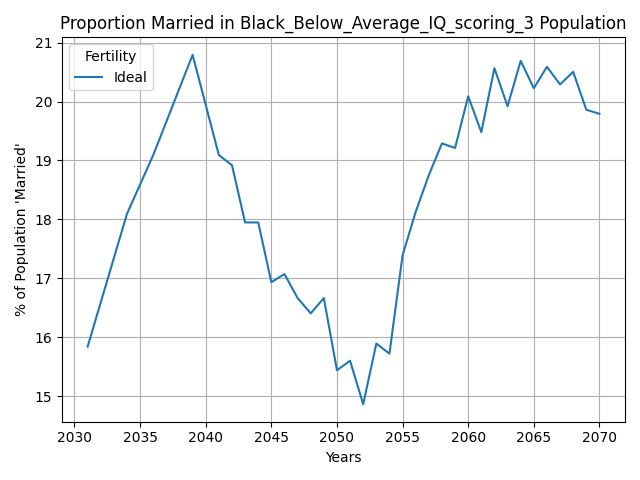 Proportion Married in Black_Below_Average_IQ_scoring_3 Population
21
20
19
18
17
16
15
% of Population 'Married'
Fertility
Ideal
2030 2035 2040 2045 2050 2055 2060 2065 2070
Years